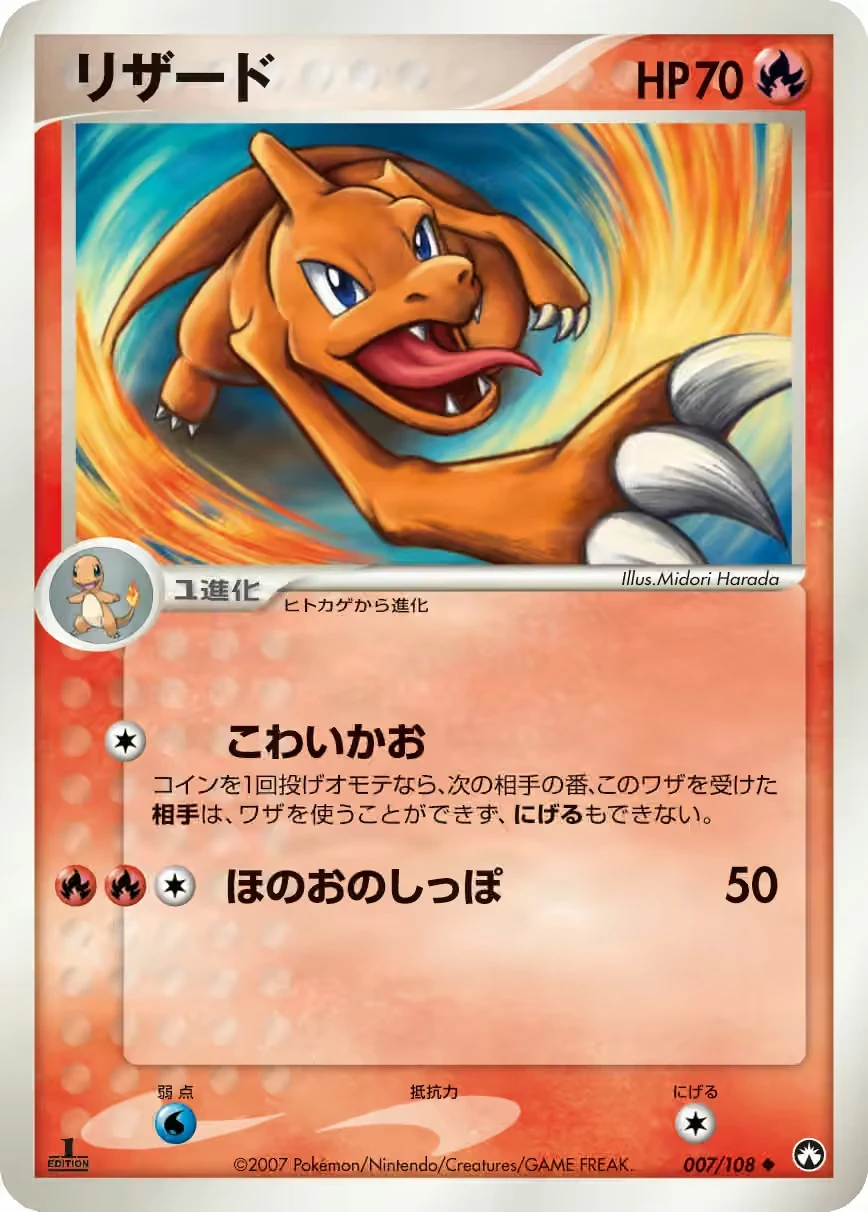 リザード
HP70
Illus.Midori Harada
1進化
ヒトカゲから進化
こわいかお
コインを1回投げオモテなら、次の相手の番、このワザを受けた
相手は、ワザを使うことができず、にげるもできない。
ほのおのしっぽ 50
弱点 抵抗力 にげる
1
EDITION
©2007 Pokémon/Nintendo/Creatures/GAME FREAK.
007/108 ◆